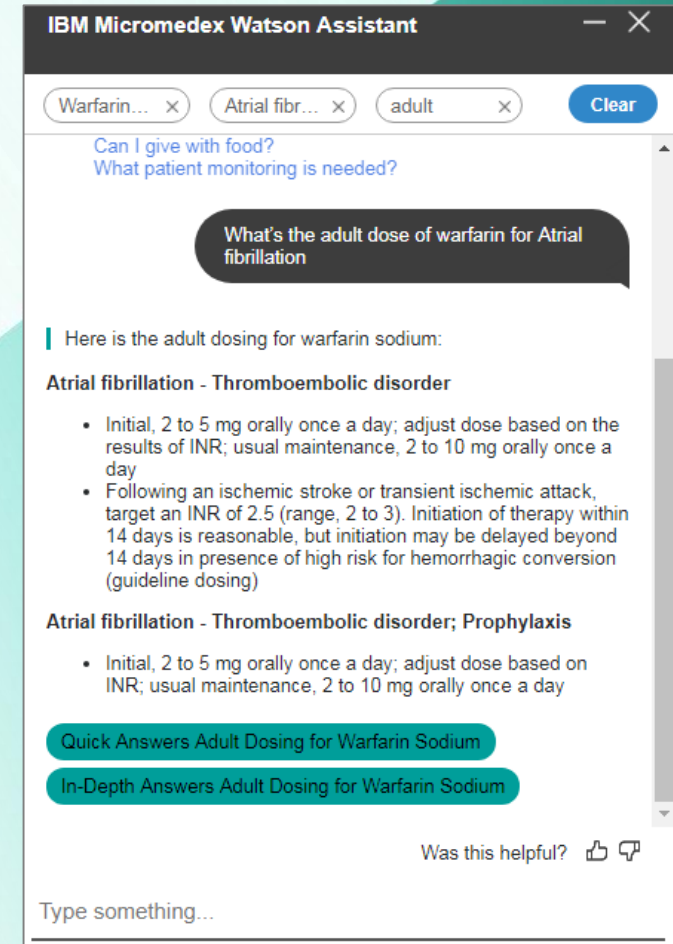 IBM Micromedex Watson Assistant
Warfarin... × Atrial fibr... × adult × Clear
Can I give with food?
What patient monitoring is needed?
What's the adult dose of warfarin for Atrial
fibrillation
Here is the adult dosing for warfarin sodium:
Atrial fibrillation - Thromboembolic disorder
• Initial, 2 to 5 mg orally once a day; adjust dose based on the
results of INR; usual maintenance, 2 to 10 mg orally once a
day
• Following an ischemic stroke or transient ischemic attack,
target an INR of 2.5 (range, 2 to 3). Initiation of therapy within
14 days is reasonable, but initiation may be delayed beyond
14 days in presence of high risk for hemorrhagic conversion
(guideline dosing)
Atrial fibrillation - Thromboembolic disorder; Prophylaxis
• Initial, 2 to 5 mg orally once a day; adjust dose based on
INR; usual maintenance, 2 to 10 mg orally once a day
Quick Answers Adult Dosing for Warfarin Sodium
In-Depth Answers Adult Dosing for Warfarin Sodium
Was this helpful?
Type something...